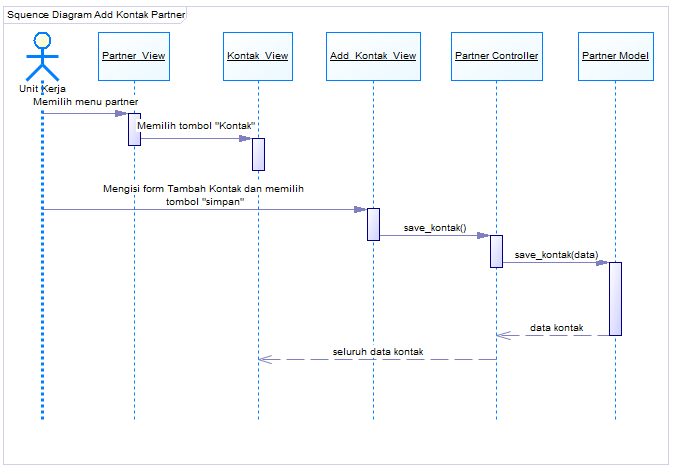 Squence Diagram Add Kontak Partner
Partner_View
Kontak_View
Add_Kontak_View
Partner Controller
Partner Model
Unit Kerja
Memilih menu partner
Memilih tombol "Kontak"
Mengisi form Tambah Kontak dan memilih
tombol "simpan"
save_kontak()
save_kontak(data)
data kontak
seluruh data kontak